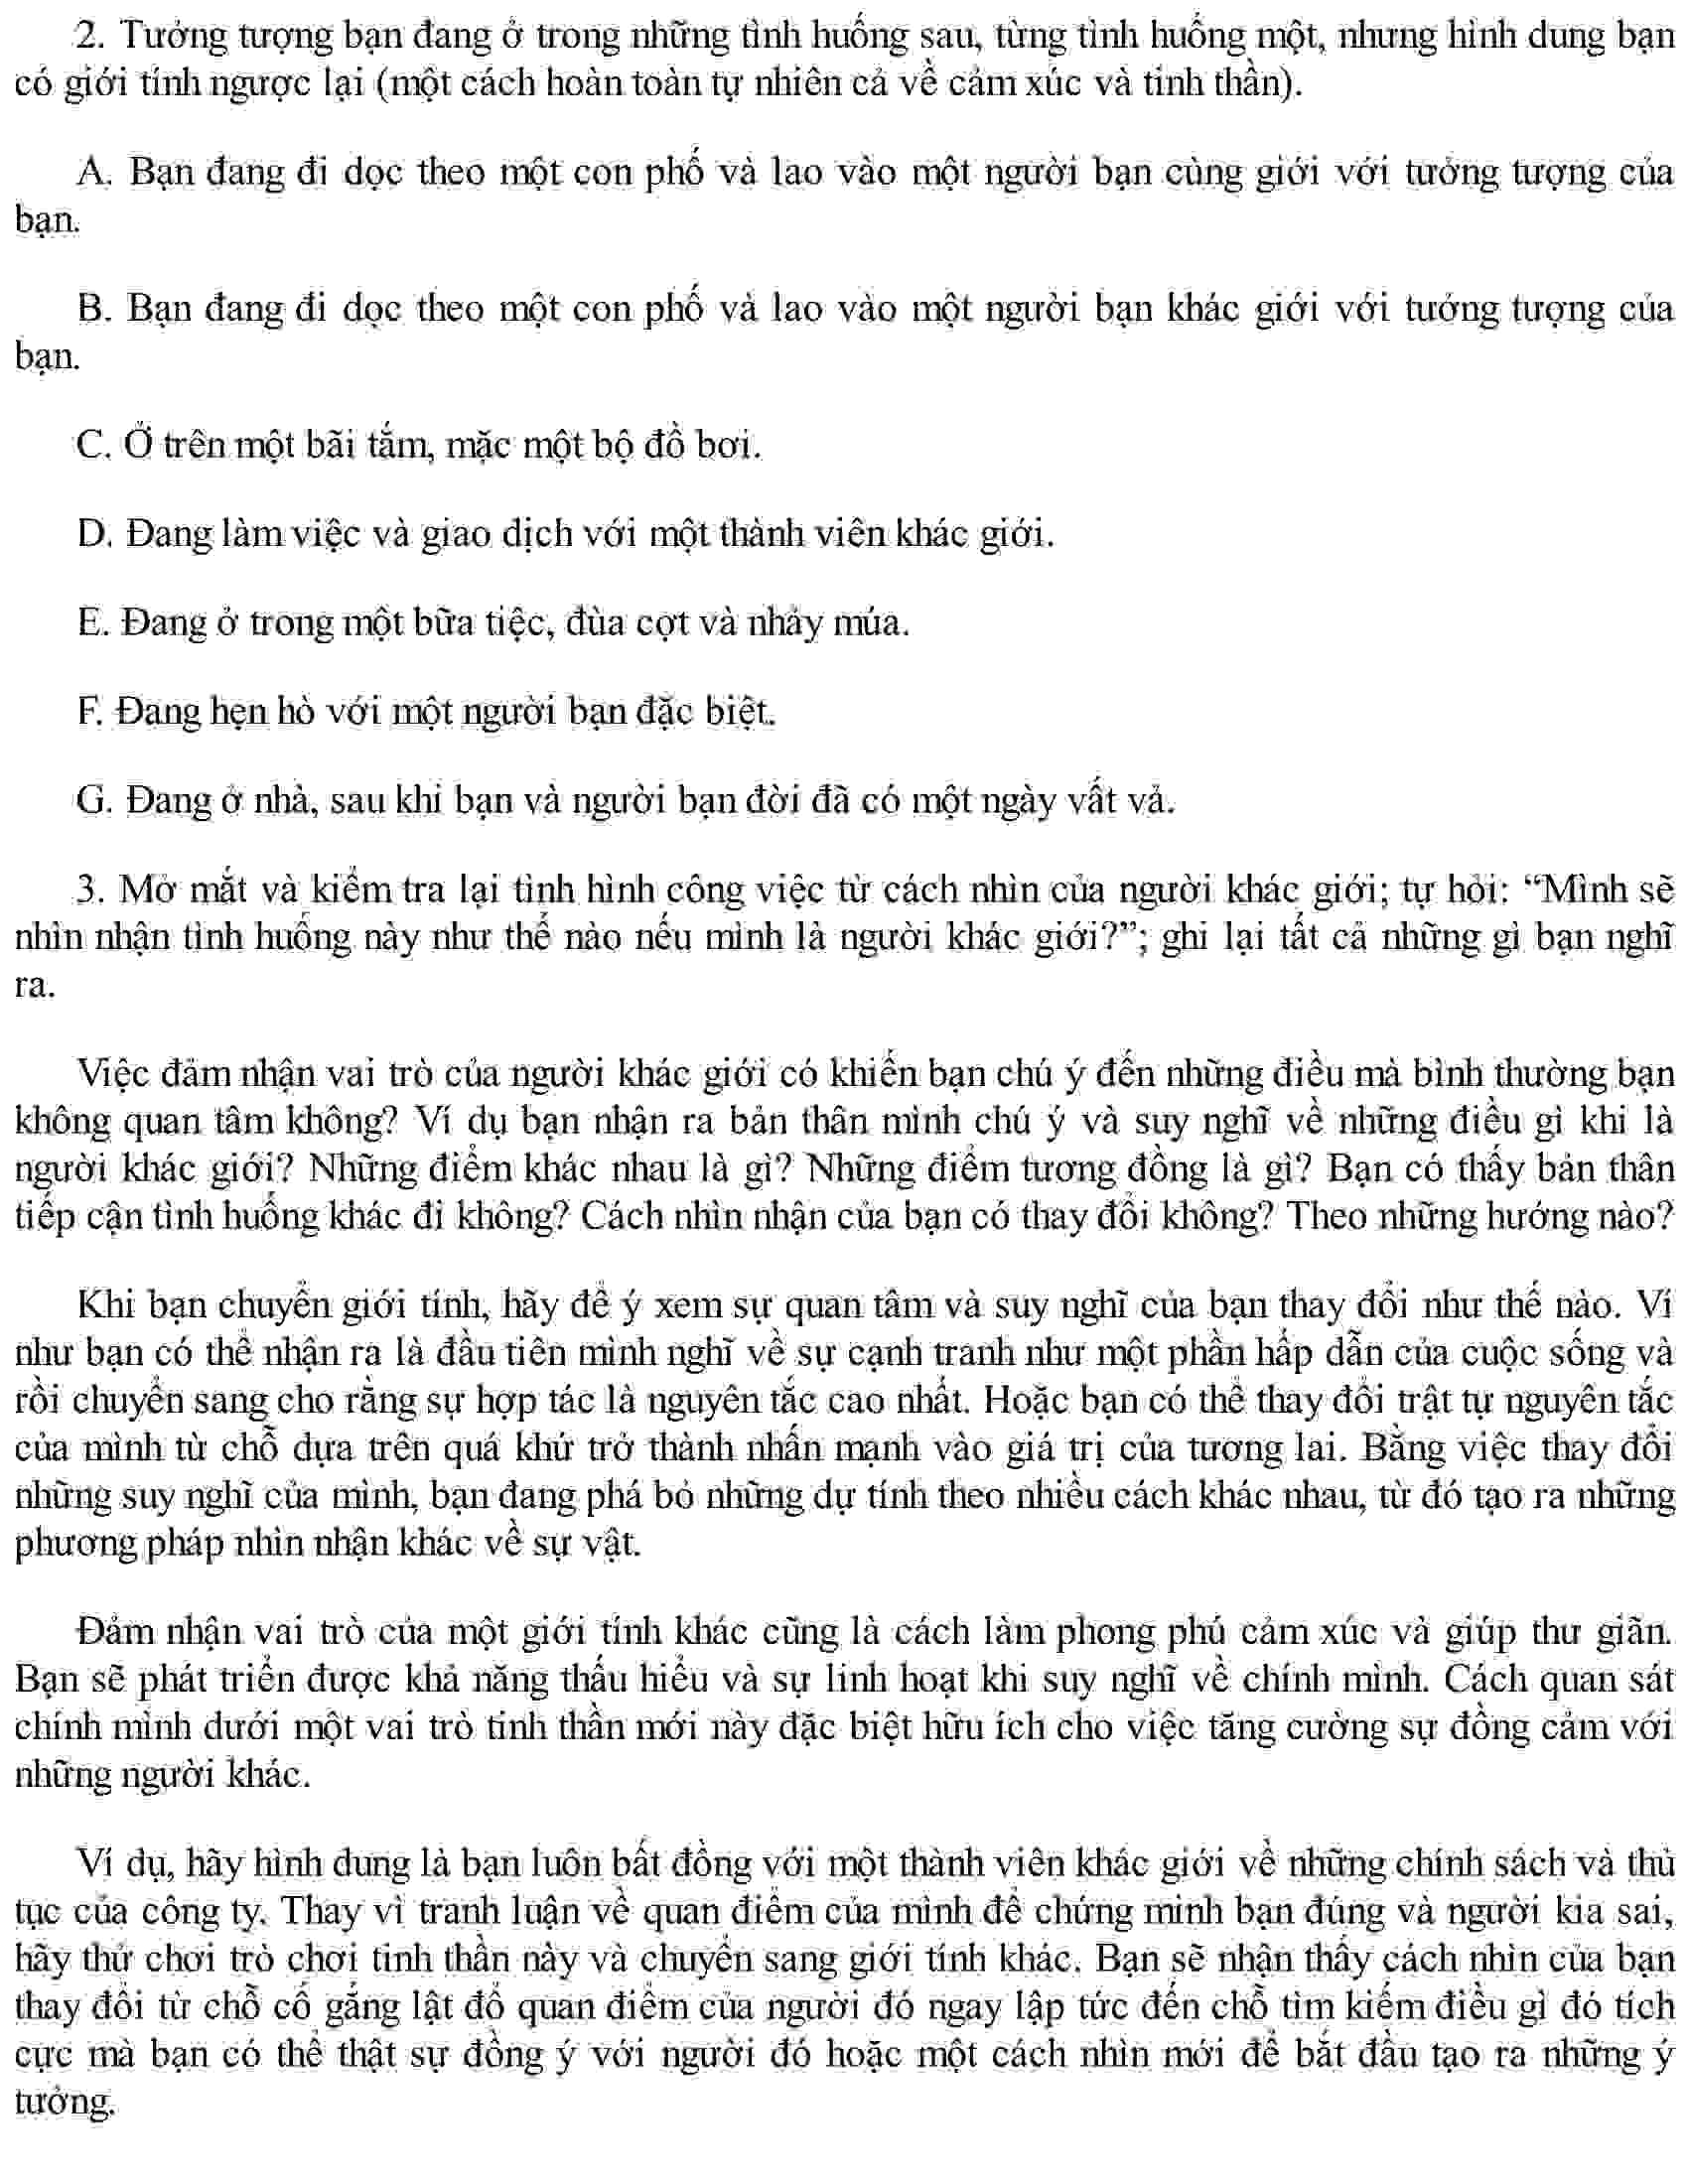 2. Tưởng tượng bạn đang ở trong những tình huống sau, từng tình huống một, nhưng hình dung bạn
có giới tính ngược lại (một cách hoàn toàn tự nhiên cả về cảm xúc và tinh thần).
A. Bạn đang đi dọc theo một con phố và lao vào một người bạn cùng giới với tưởng tượng của
bạn.
B. Bạn đang đi dọc theo một con phố và lao vào một người bạn khác giới với tưởng tượng của
bạn.
C. Ở trên một bãi tắm, mặc một bộ đồ bơi.
D. Đang làm việc và giao dịch với một thành viên khác giới.
E. Đang ở trong một bữa tiệc, đùa cợt và nhảy múa.
F. Đang hẹn hò với một người bạn đặc biệt.
G. Đang ở nhà, sau khi bạn và người bạn đời đã có một ngày vất vả.
3. Mở mắt và kiểm tra lại tình hình công việc từ cách nhìn của người khác giới; tự hỏi: “Mình sẽ
nhìn nhận tình huống này như thế nào nếu mình là người khác giới?”; ghi lại tất cả những gì bạn nghĩ
ra.
Việc đảm nhận vai trò của người khác giới có khiến bạn chú ý đến những điều mà bình thường bạn
không quan tâm không? Ví dụ bạn nhận ra bản thân mình chú ý và suy nghĩ về những điều gì khi là
người khác giới? Những điểm khác nhau là gì? Những điểm tương đồng là gì? Bạn có thấy bản thân
tiếp cận tình huống khác đi không? Cách nhìn nhận của bạn có thay đổi không? Theo những hướng nào?
Khi bạn chuyển giới tính, hãy để ý xem sự quan tâm và suy nghĩ của bạn thay đổi như thế nào. Ví
như bạn có thể nhận ra là đầu tiên mình nghĩ về sự cạnh tranh như một phần hấp dẫn của cuộc sống và
rồi chuyển sang cho rằng sự hợp tác là nguyên tắc cao nhất. Hoặc bạn có thể thay đổi trật tự nguyên tắc
của mình từ chỗ dựa trên quá khứ trở thành nhấn mạnh vào giá trị của tương lai. Bằng việc thay đổi
những suy nghĩ của mình, bạn đang phá bỏ những dự tính theo nhiều cách khác nhau, từ đó tạo ra những
phương pháp nhìn nhận khác về sự vật.
Đảm nhận vai trò của một giới tính khác cũng là cách làm phong phú cảm xúc và giúp thư giãn.
Bạn sẽ phát triển được khả năng thấu hiểu và sự linh hoạt khi suy nghĩ về chính mình. Cách quan sát
chính mình dưới một vai trò tinh thần mới này đặc biệt hữu ích cho việc tăng cường sự đồng cảm với
những người khác.
Ví dụ, hãy hình dung là bạn luôn bất đồng với một thành viên khác giới về những chính sách và thủ
tục của công ty. Thay vì tranh luận về quan điểm của mình để chứng minh bạn đúng và người kia sai,
hãy thử chơi trò chơi tinh thần này và chuyển sang giới tính khác. Bạn sẽ nhận thấy cách nhìn của bạn
thay đổi từ chỗ cố gắng lật đổ quan điểm của người đó ngay lập tức đến chỗ tìm kiếm điều gì đó tích
cực mà bạn có thể thật sự đồng ý với người đó hoặc một cách nhìn mới để bắt đầu tạo ra những ý
tưởng.